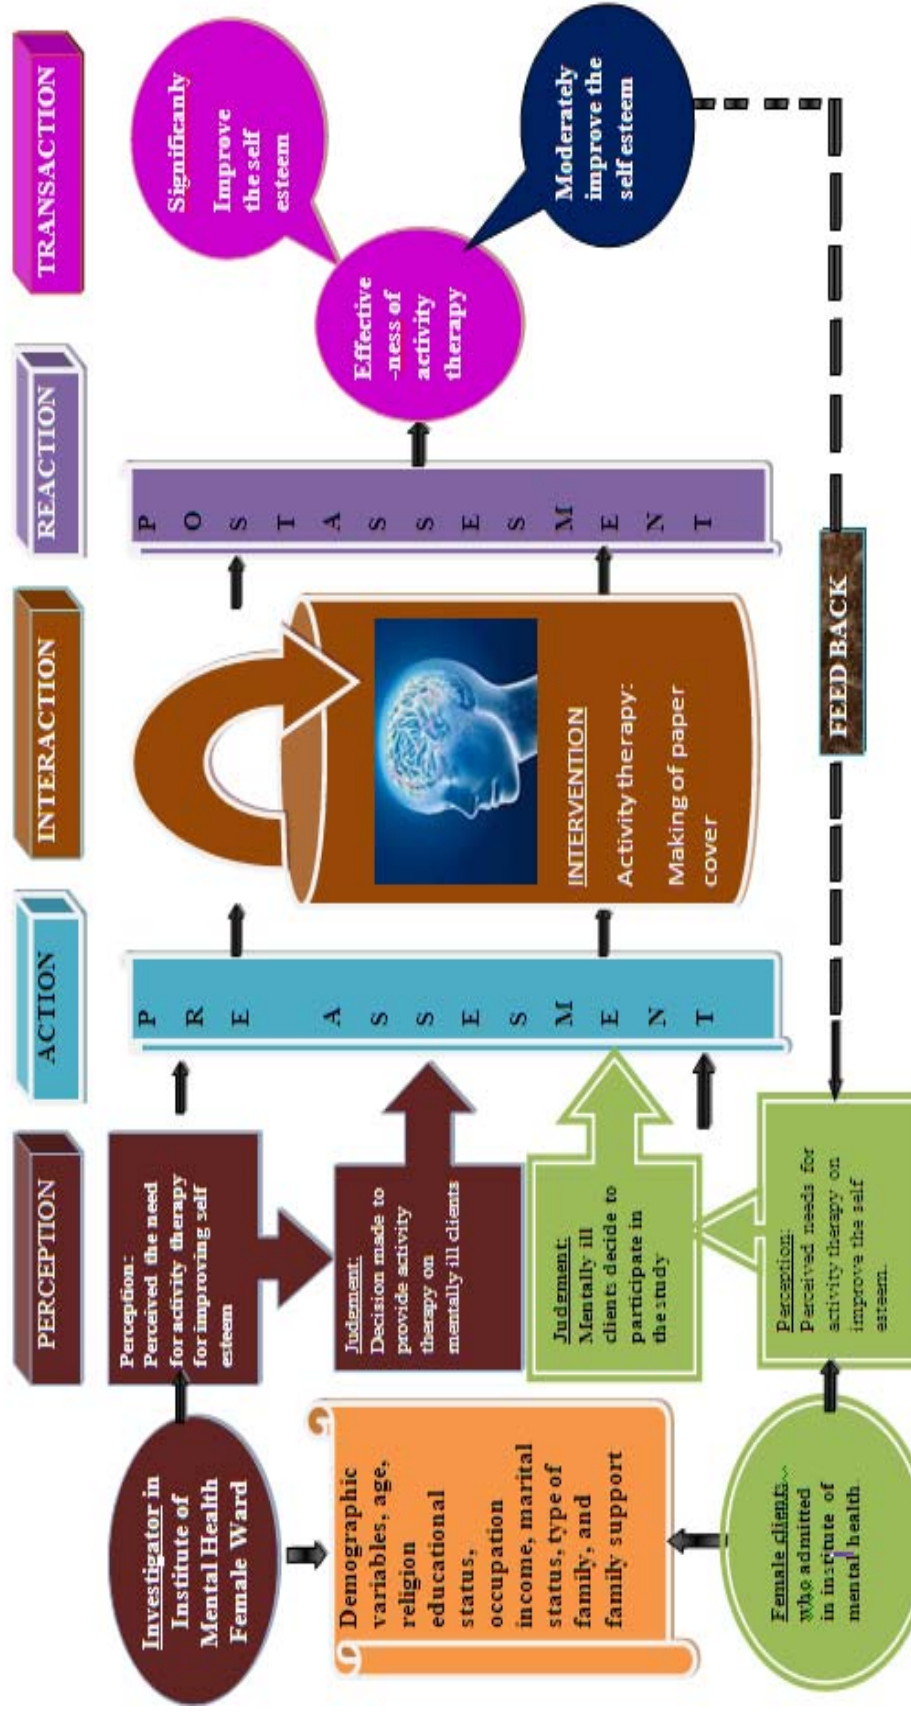 PERCEPTION
ACTION
INTERACTION
REACTION
TRANSACTION
Investigator in
Institute of
Mental Health
Female Ward
Perception:
Perceived the need
for activity therapy
for improving self
esteem
Demographic
variables, age,
religion
educational
status,
occupation
income, marital
status, type of
family, and
family support
Judgment:
Decision made to
provide activity
therapy on
mentally ill clients
Judgment:
Mentally ill
clients decide to
participate in
the study
Female clients
who admitted
in institute of
mental health.
Perception:
Perceived needs for
activity therapy on
improve the self
esteem.
PRE ASSESMENT
INTERVENTION
Activity therapy:
Making of paper
cover
POSTASSESMENT
Effective
-ness of
activity
therapy
Significanly
Improve
the self
esteem
Moderately
improve the
self esteem
FEED BACK